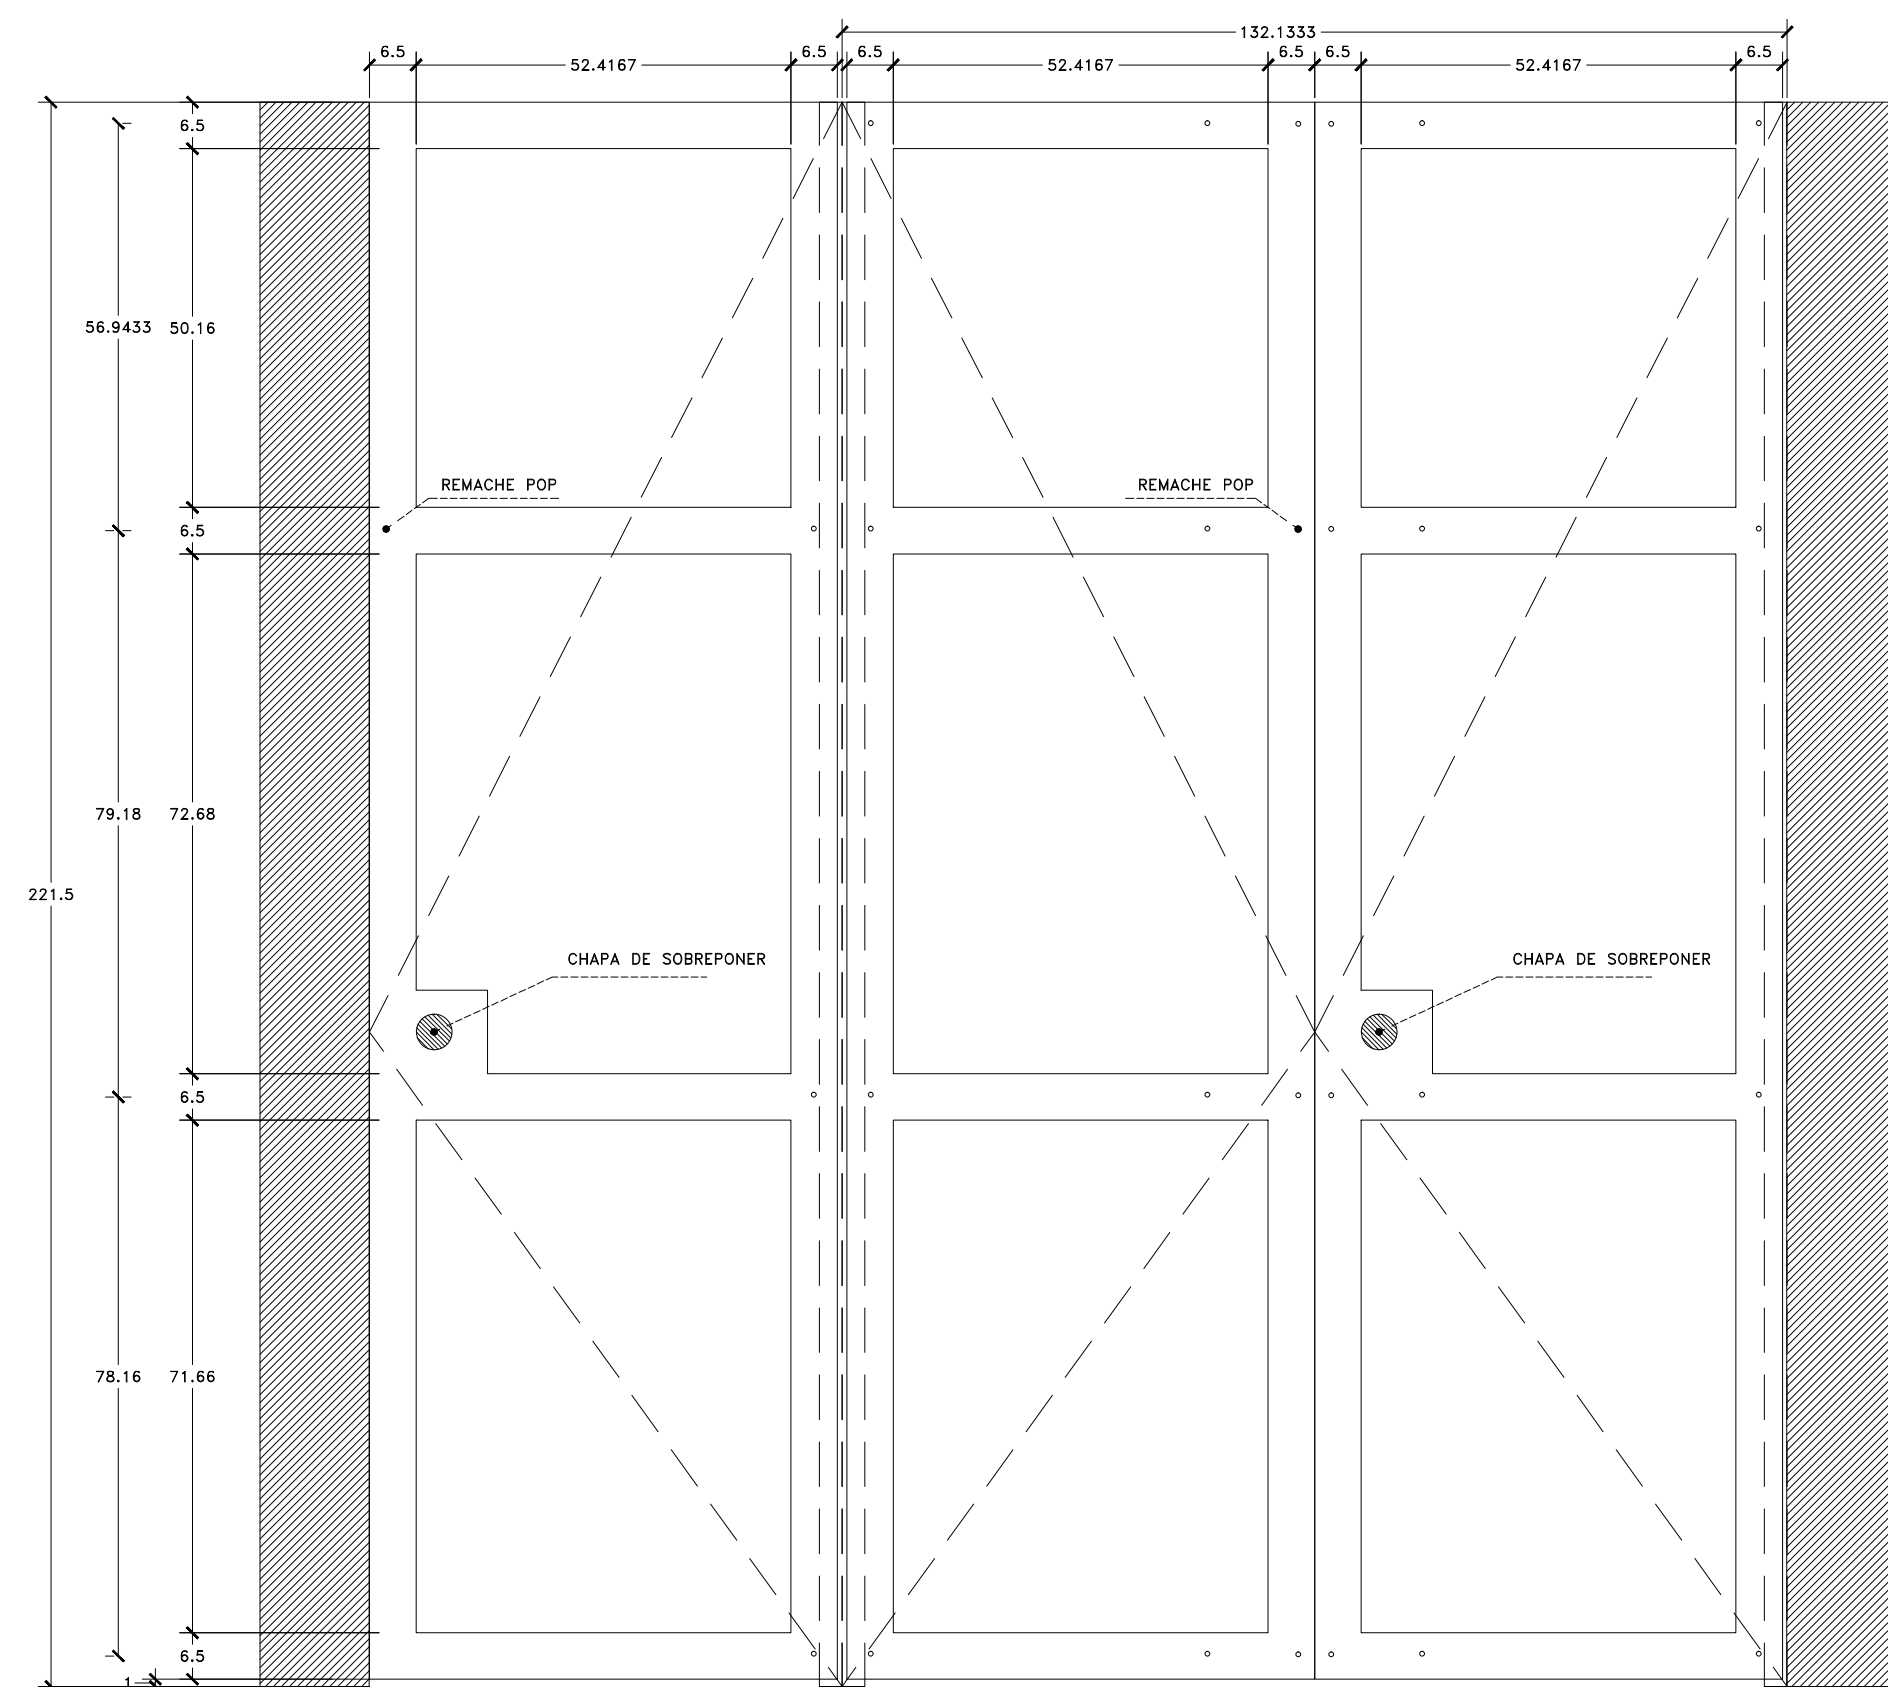 132.1333
6.5 6.5 6.5 6.5 6.5 6.5
52.4167 52.4167 52.4167
6.5
56.9433 50.16
REMACHE POP REMACHE POP
6.5
79.18 72.68
221.5
CHAPA DE SOBREPONER CHAPA DE SOBREPONER
6.5
78.16 71.66
6.5
1